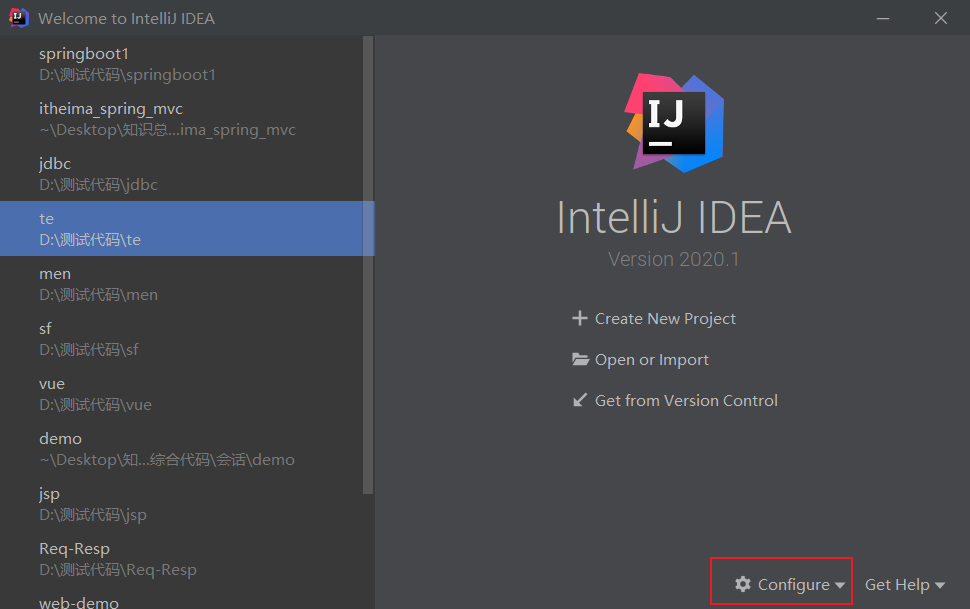 Welcome to IntelliJ IDEA
springboot1
D:\测试代码\springboot1
itheima_spring_mvc
~\Desktop\知识总...ima_spring_mvc
jdbc
D:\测试代码\jdbc
te
D:\测试代码\te
men
D:\测试代码\men
sf
D:\测试代码\sf
vue
D:\测试代码\vue
demo
~\Desktop\知...综合代码\会话\demo
jsp
D:\测试代码\jsp
Req-Resp
D:\测试代码\Req-Resp
web-demo
IJ
IntelliJ IDEA
Version 2020.1
Create New Project
Open or Import
Get from Version Control
Configure
Get Help